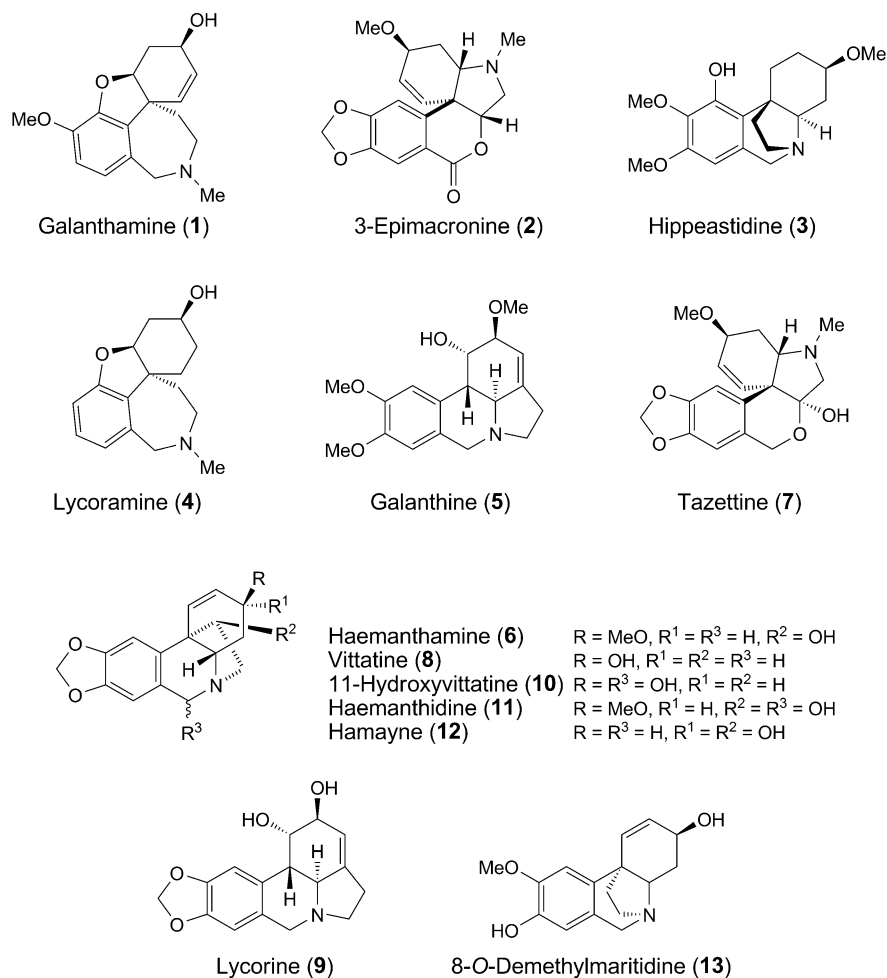 OH
O
MeO
N
Me
Galanthamine (1)
MeO
H
Me
N
O
O
H
O
O
3-Epimacronine (2)
OMe
OH
MeO
MeO
N
H
Hippeastidine (3)
OH
O
N
Me
Lycoramine (4)
OMe
HO
H
MeO
MeO
H
N
Galanthine (5)
MeO
H
Me
N
O
O
OH
O
Tazettine (7)
R
R1
R2
O
O
H
N
R3
Haemanthamine (6) R = MeO, R1 = R3 = H, R2 = OH
Vittatine (8) R = OH, R1 = R2 = R3 = H
11-Hydroxyvittatine (10) R = R3 = OH, R1 = R2 = H
Haemanthidine (11) R = MeO, R1 = H, R2 = R3 = OH
Hamayne (12) R = R3 = H, R1 = R2 = OH
OH
HO
H
O
O
H
N
Lycorine (9)
OH
MeO
HO
N
8-O-Demethylmaritidine (13)